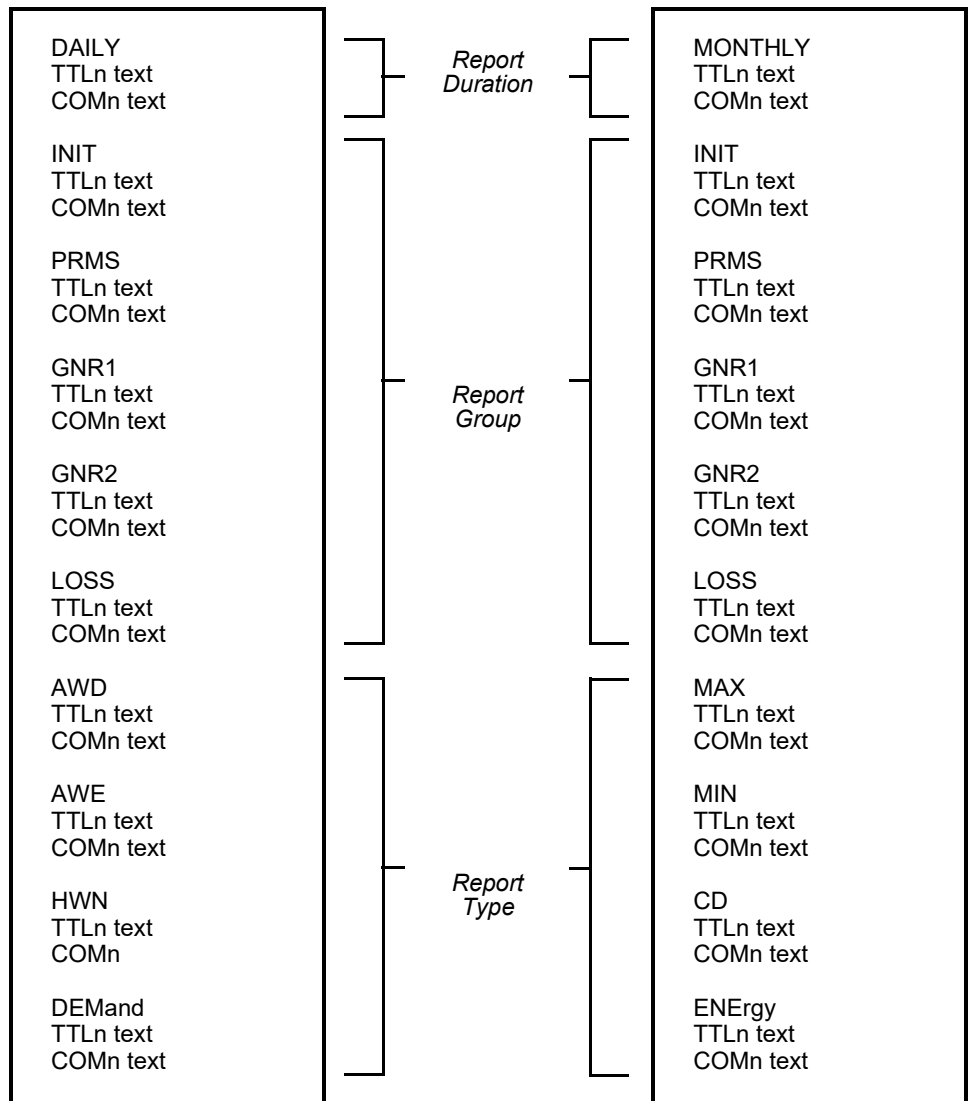 DAILY
TTLn text
COMn text
INIT
TTLn text
COMn text
PRMS
TTLn text
COMn text
GNR1
TTLn text
COMn text
GNR2
TTLn text
COMn text
LOSS
TTLn text
COMn text
AWD
TTLn text
COMn text
AWE
TTLn text
COMn text
HWN
TTLn text
COMn
DEMand
TTLn text
COMn text
Report
Duration
Report
Group
Report
Type
MONTHLY
TTLn text
COMn text
INIT
TTLn text
COMn text
PRMS
TTLn text
COMn text
GNR1
TTLn text
COMn text
GNR2
TTLn text
COMn text
LOSS
TTLn text
COMn text
MAX
TTLn text
COMn text
MIN
TTLn text
COMn text
CD
TTLn text
COMn text
ENErgy
TTLn text
COMn text